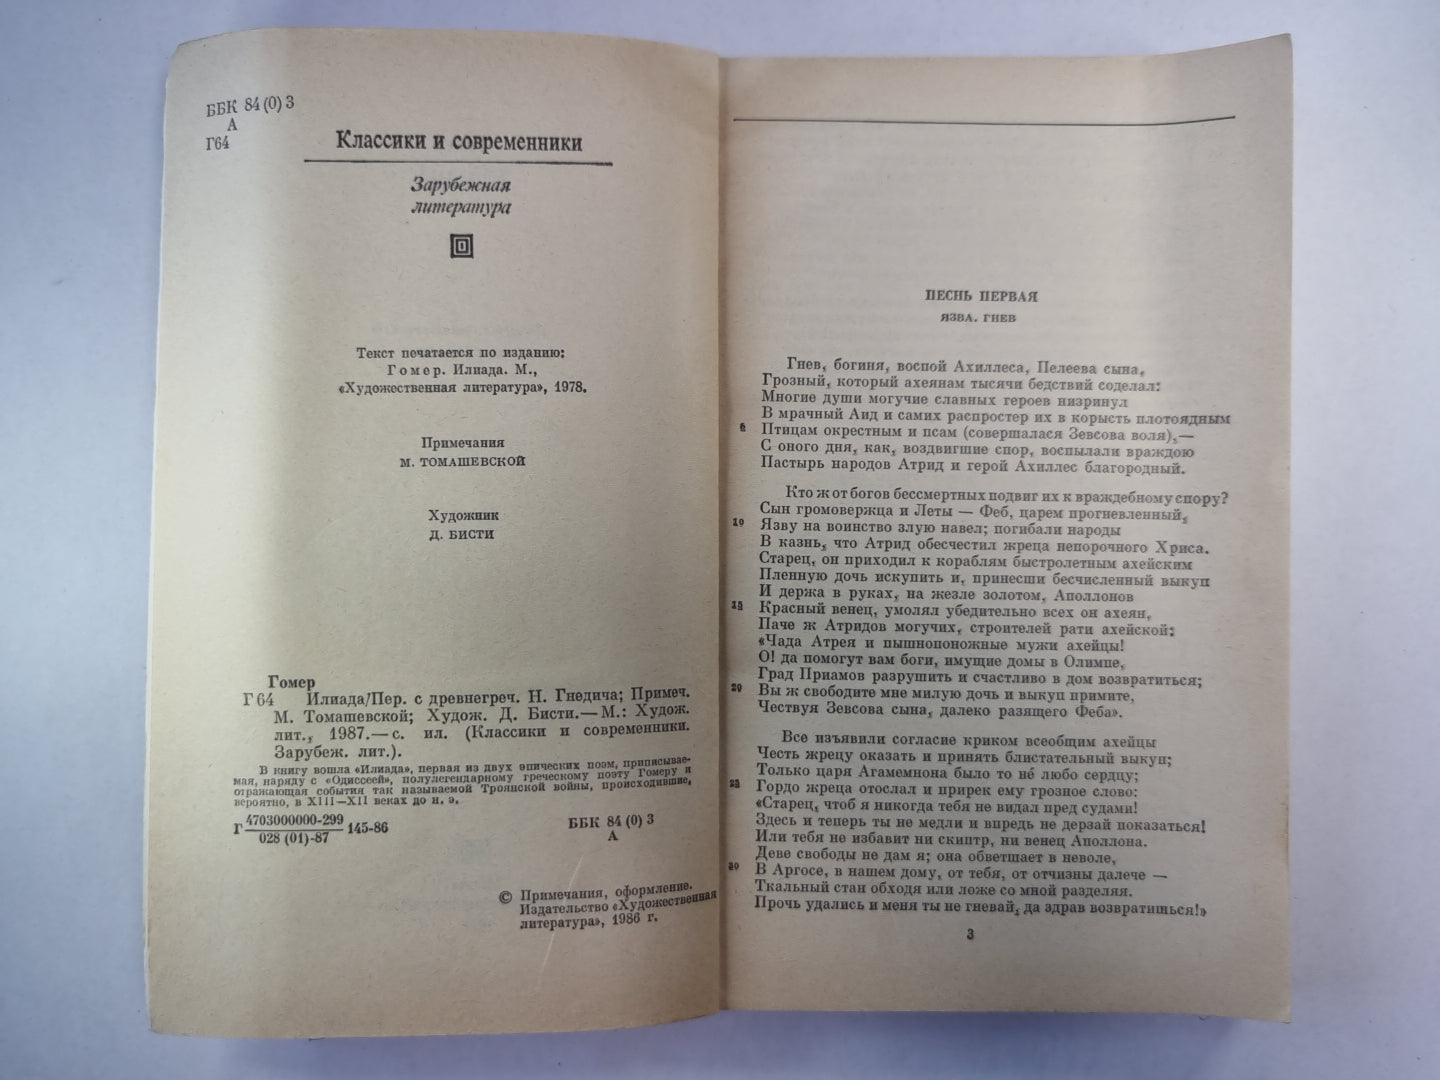 ББК 84 (0) 3
А
Г64
Классики и современники
Зарубежная
литература
Текст печатается по изданию:
Гомер. Илиада. М.,
«Художественная литература», 1978.
Примечания
М. ТОМАШЕВСКОЙ
Художник
Д. БИСТИ
Гомер
Г 64 Илиада/Пер. с древнегреч. Н. Гнедича; Примеч.
М. Томашевской; Худож. Д. Бисти.— М.: Худож.
лит., 1987.— с. ил. (Классики и современники.
Зарубеж. лит.).
В книгу вошла «Илиада», первая из двух эпических поэм, приписывае-
мая, наряду с «Одиссеей», полулегендарному греческому поэту Гомеру и
отражающая события так называемой Троянской войны, происходившие,
вероятно, в XIII—XII веках до н. э.
Г 4703000000-299 145-86
028 (01)-87
ББК 84 (0) 3
А
© Примечания, оформление.
Издательство «Художественная
литература», 1986 г.
ПЕСНЬ ПЕРВАЯ
ЯЗВА. ГНЕВ
Гнев, богиня, воспой Ахиллеса, Пелеева сына,
Грозный, который ахеянам тысячи бедствий соделал:
Многие души могучие славных героев низринул
В мрачный Аид и самих распростер их в корысть плотоядным
Птицам окрестным и псам (совершалася Зевсова воля),—
С оного дня, как, воздвигшие спор, воспылали враждою
Пастырь народов Атрид и герой Ахиллес благородный.
Кто ж от богов бессмертных подвиг их к враждебному спору?
Сын громовержца и Леты — Феб, царем прогневленный,
10 Язву на воинство злую навел; погибали народы
В казнь, что Атрид обесчестил жреца непорочного Хриса.
Старец, он приходил к кораблям быстролетным ахейским
Пленную дочь искупить и, принесши бесчисленный выкуп
И держа в руках, на жезле золотом, Аполлонов
15 Красный венец, умолял убедительно всех он ахеян,
Паче ж Атридов могучих, строителей рати ахейской:
«Чада Атрея и пышнопоножные мужи ахейцы!
О! да помогут вам боги, имущие домы в Олимпе,
Град Приамов разрушить и счастливо в дом возвратиться;
20 Вы ж свободите мне милую дочь и выкуп примите,
Чествуя Зевсова сына, далеко разящего Феба».
Все изъявили согласие криком всеобщим ахейцы
Честь жрецу оказать и принять блистательный выкуп;
Только царя Агамемнона было то не́ любо сердцу;
25 Гордо жреца отослал и прирек ему грозное слово:
«Старец, чтоб я никогда тебя не видал пред судами!
Здесь и теперь ты не медли и впредь не дерзай показаться!
Или тебя не избавит ни скиптр, ни венец Аполлона.
Деве свободы не дам я; она обветшает в неволе,
30 В Аргосе, в нашем дому, от тебя, от отчизны далече —
Ткальный стан обходя или ложе со мной разделяя.
Прочь удались и меня ты не гневай, да здрав возвратишься!»
3